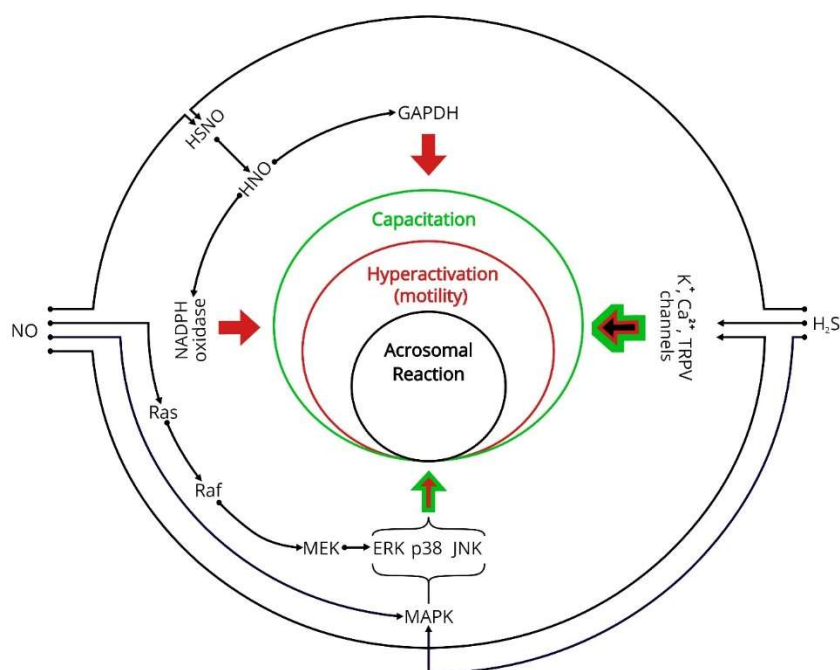 GAPDH
HSNO
HNO
Capacitation
Hyperactivation
(motility)
NADPH
oxidase
K⁺, Ca²⁺, TRPV
channels
NO
H₂S
Acrosomal
Reaction
Ras
Raf
MEK
ERK p38 JNK
MAPK